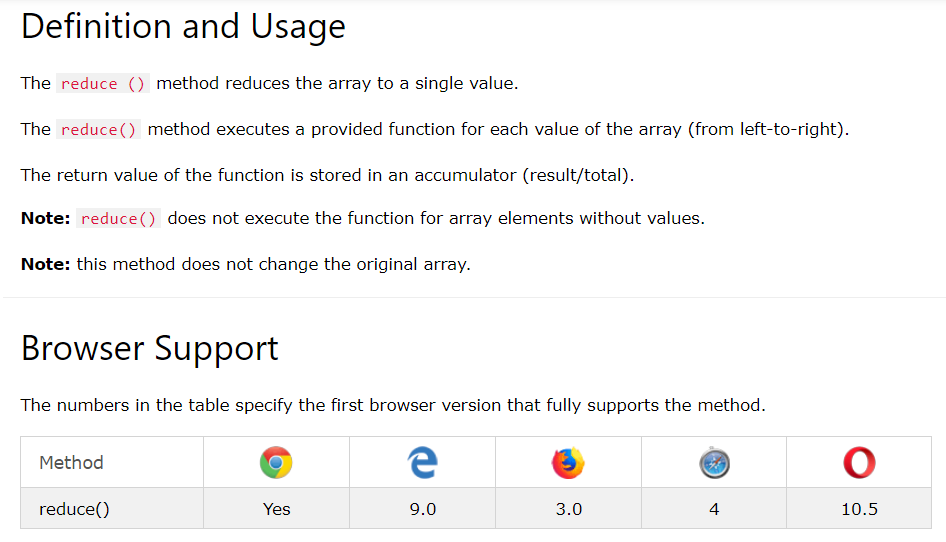 Definition and Usage
The reduce () method reduces the array to a single value.
The reduce() method executes a provided function for each value of the array (from left-to-right).
The return value of the function is stored in an accumulator (result/total).
Note: reduce() does not execute the function for array elements without values.
Note: this method does not change the original array.
Browser Support
The numbers in the table specify the first browser version that fully supports the method.
Method
reduce() Yes 9.0 3.0 4 10.5